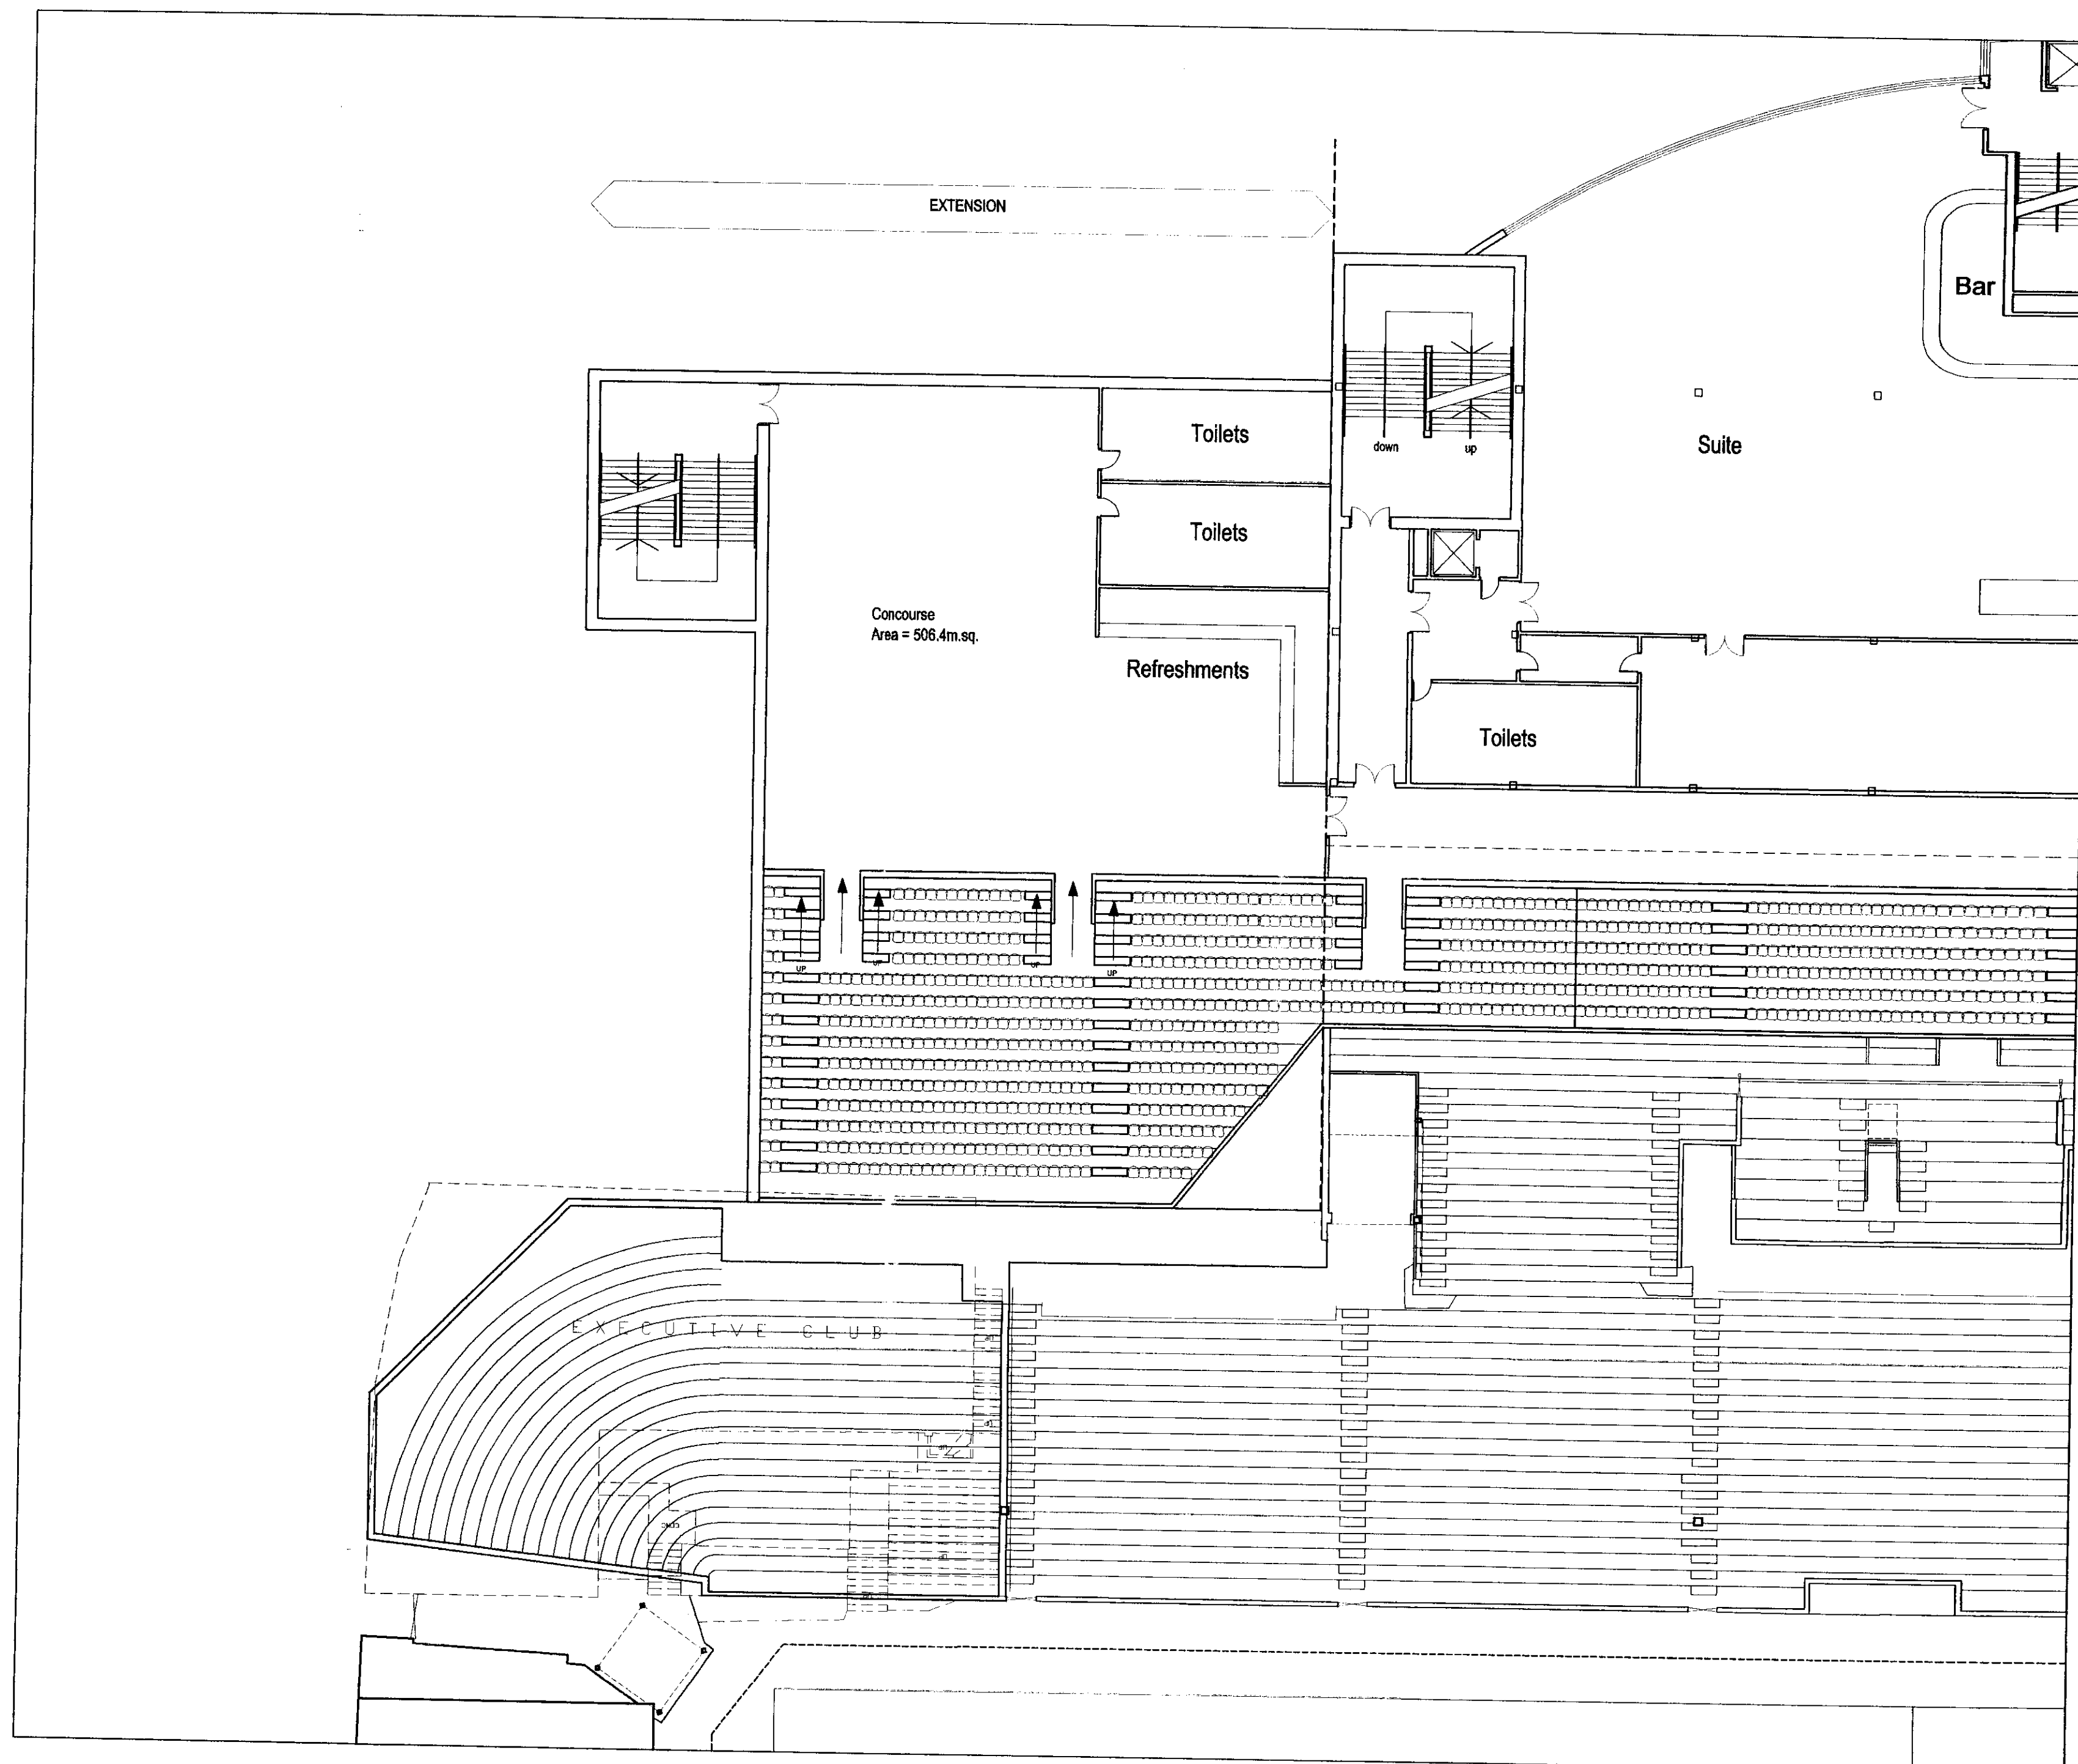 EXTENSION
Bar
Toilets
down
up
Suite
Toilets
Concourse
Area = 506.4m.sq.
Refreshments
Toilets
UP
UP
UP
UP
EXECUTIVE CLUB